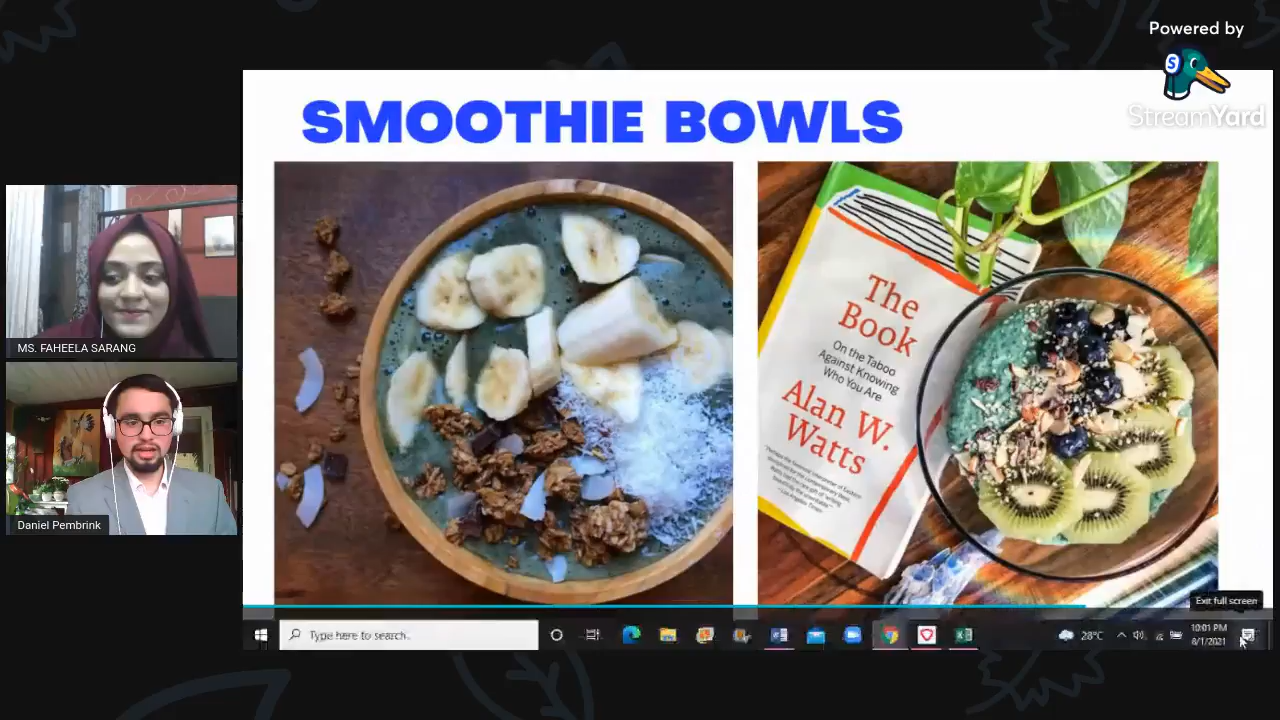 Powered by
S
StreamYard
SMOOTHIE BOWLS
MS. FAHEELA SARANG
Daniel Pembrink
The
Book
On the Taboo
Against Knowing
Who You Are
Alan W.
Watts
Exit full screen
Type here to search.
28°C
10:01 PM
8/1/2021